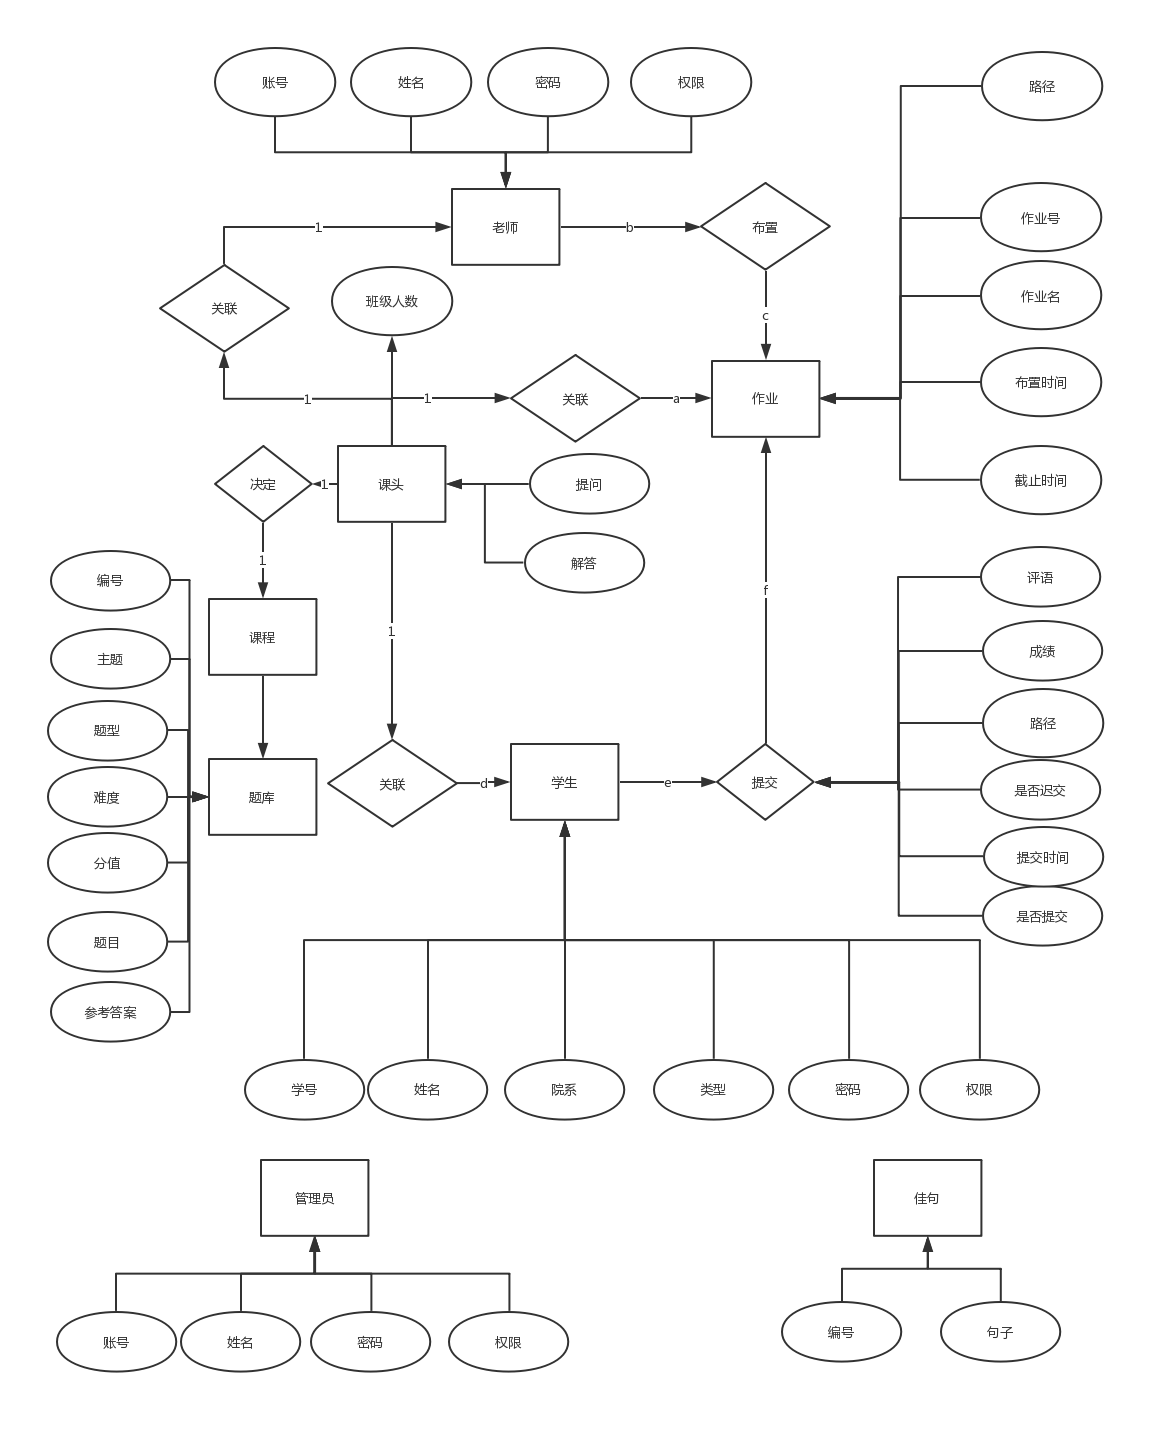 账号
姓名
密码
权限
路径
作业号
老师
布置
1
b
作业名
关联
班级人数
c
布置时间
1
1
关联
a
作业
决定
1
课头
提问
截止时间
1
解答
编号
f
评语
课程
1
主题
成绩
题型
路径
难度
题库
关联
d
学生
e
提交
是否迟交
分值
提交时间
题目
是否提交
参考答案
学号
姓名
院系
类型
密码
权限
管理员
佳句
账号
姓名
密码
权限
编号
句子